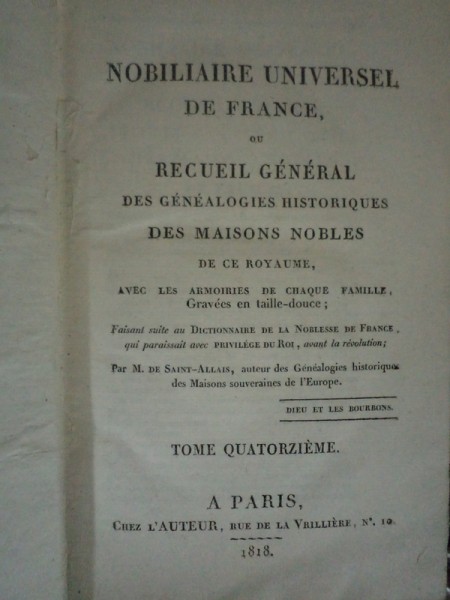 NOBILIAIRE UNIVERSEL
DE FRANCE,
OU
RECUEIL GÉNÉRAL
DES GÉNÉALOGIES HISTORIQUES
DES MAISONS NOBLES
DE CE ROYAUME,
AVEC LES ARMOIRIES DE CHAQUE FAMILLE,
Gravées en taille-douce;
Faisant suite au DICTIONNAIRE DE LA NOBLESSE DE FRANCE,
qui paraissait avec PRIVILÉGE DU ROI, avant la révolution;
Par M. DE SAINT-ALLAIS, auteur des Généalogies historiques
des Maisons souveraines de l'Europe.
DIEU ET LES BOURBONS.
TOME QUATORZIÈME.
A PARIS,
CHEZ L'AUTEUR, RUE DE LA VRILLIÈRE, N°. 10.
1818.